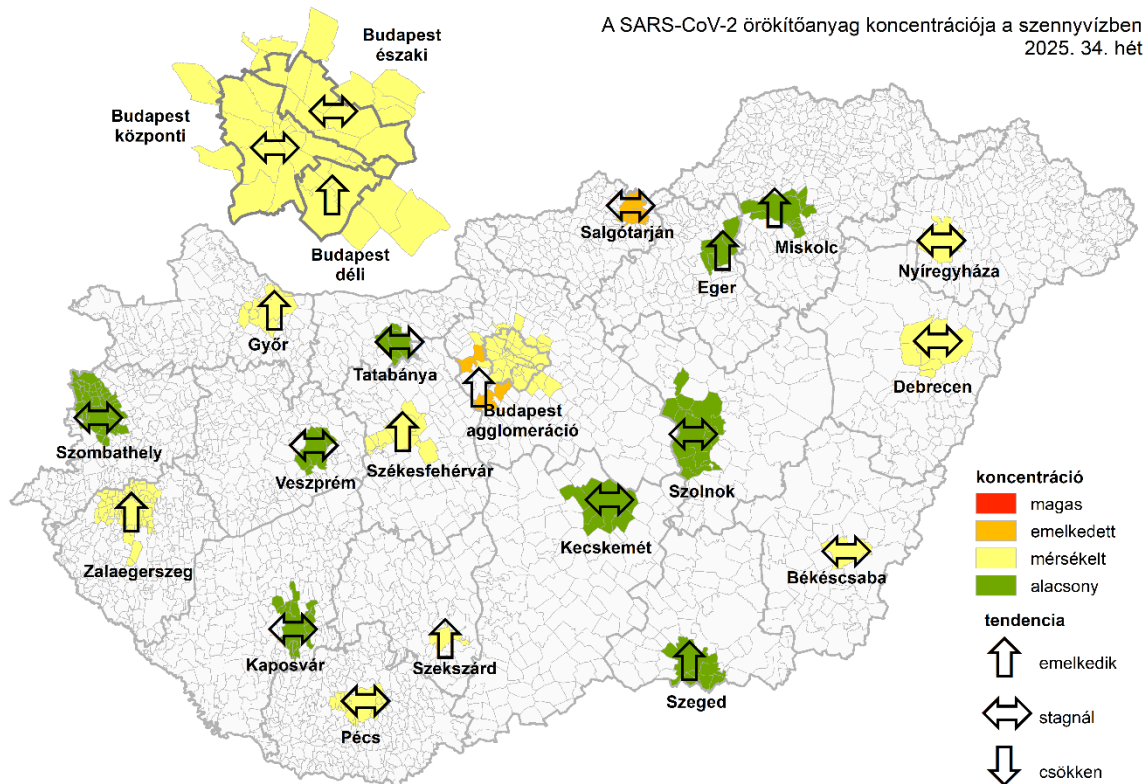 A SARS-CoV-2 örökítőanyag koncentrációja a szennyvízben
2025. 34. hét
Budapest
északi
Budapest
központi
Budapest
déli
Salgótarján
Miskolc
Eger
Nyíregyháza
Győr
Tatabánya
Debrecen
Budapest
agglomeráció
Szombathely
Veszprém
Székesfehérvár
Szolnok
Kecskemét
Zalaegerszeg
Békéscsaba
Kaposvár
Szekszárd
Szeged
Pécs
koncentráció
magas
emelkedett
mérsékelt
alacsony
tendencia
emelkedik
stagnál
csökken